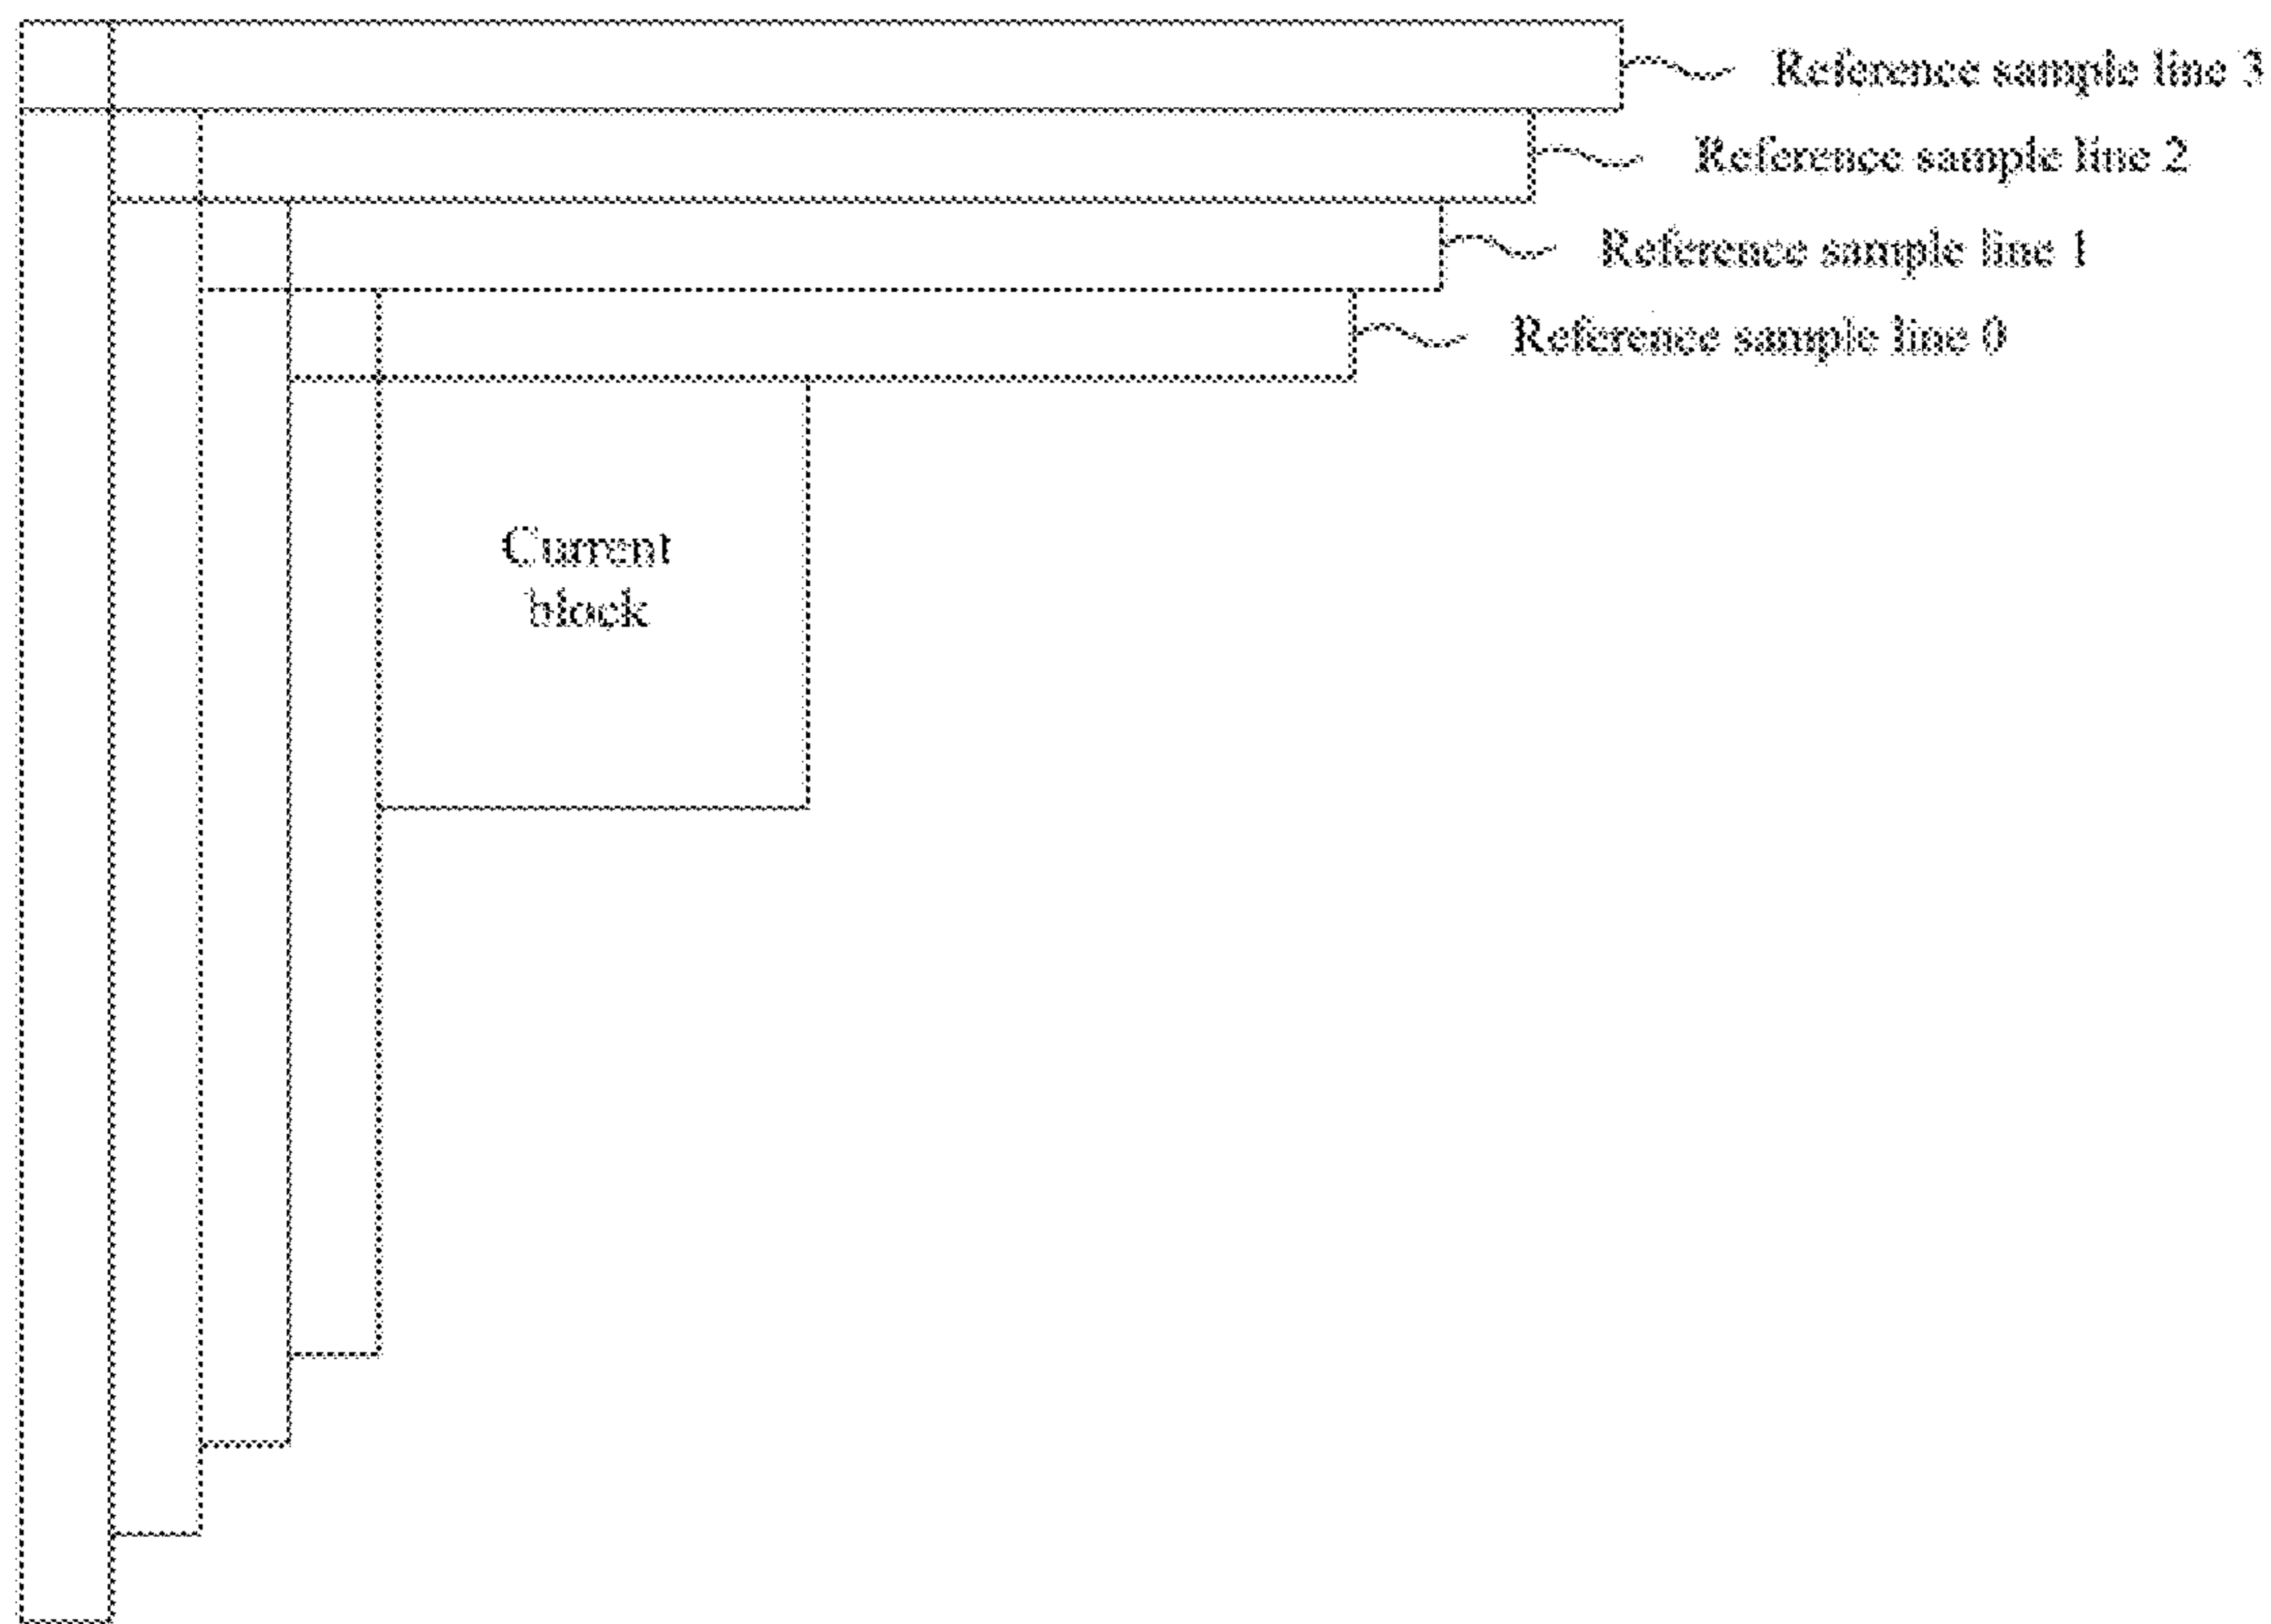 Reference sample line 3
Reference sample line 2
Reference sample line 1
Reference sample line 0
Current
block